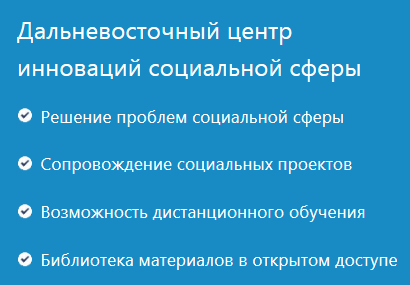 Дальневосточный центр
инноваций социальной сферы
Решение проблем социальной сферы
Сопровождение социальных проектов
Возможность дистанционного обучения
Библиотека материалов в открытом доступе